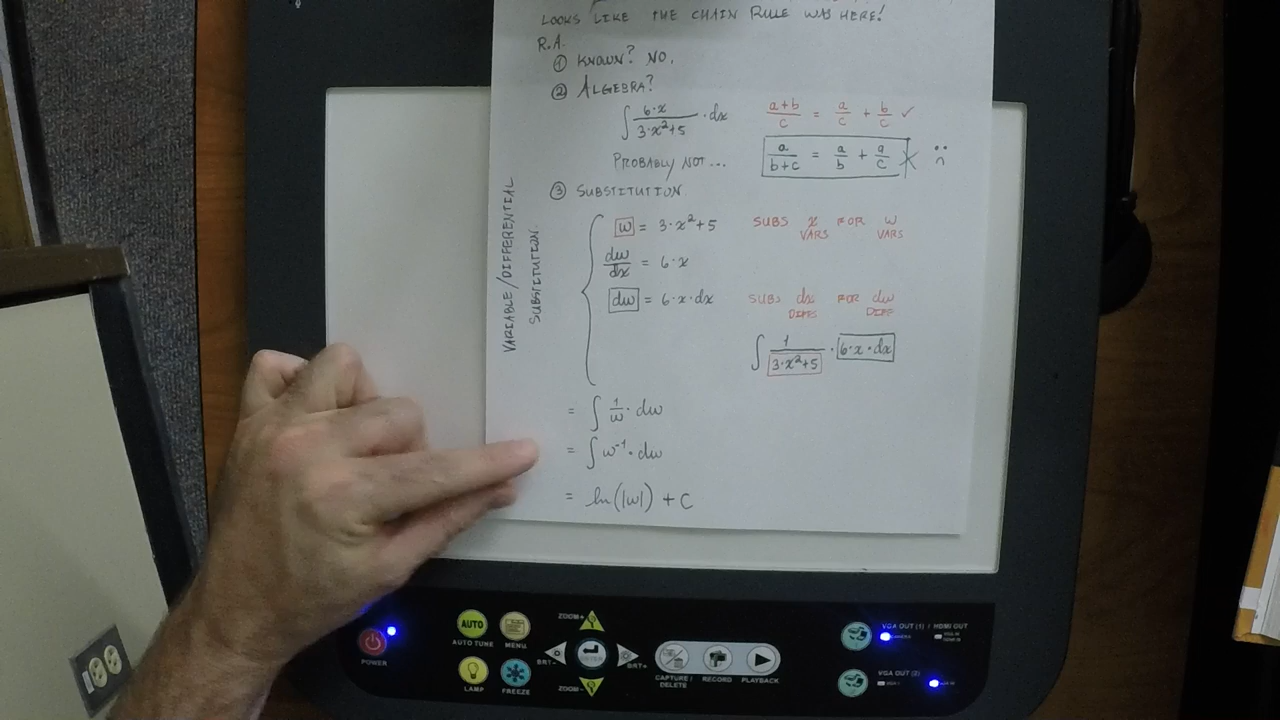 LOOKS LIKE THE CHAIN RULE WAS HERE!
R.A.
① KNOWN? NO.
② ALGEBRA?
∫ 6·x / 3·x²+5 · dx
a+b / c = a/c + b/c ✓
PROBABLY NOT...
a / b+c = a/b + a/c
③ SUBSTITUTION
VARIABLE/DIFFERENTIAL
SUBSTITUTION.
w = 3·x²+5
SUBS x FOR w
VARS VARS
dw/dx = 6·x
dw = 6·x·dx
SUBS dx FOR dw
DIFFS DIFF
∫ 1 / 3·x²+5 · 6·x·dx
= ∫ 1/w · dw
= ∫ w⁻¹ · dw
= ln(|w|) + C
AUTO
AUTO TUNE
MENU
ZOOM+
POWER
LAMP
FREEZE
BRT-
BRT+
ZOOM-
CAPTURE / DELETE
RECORD
PLAYBACK
VGA OUT (1) / HDMI OUT
VGA OUT (2)